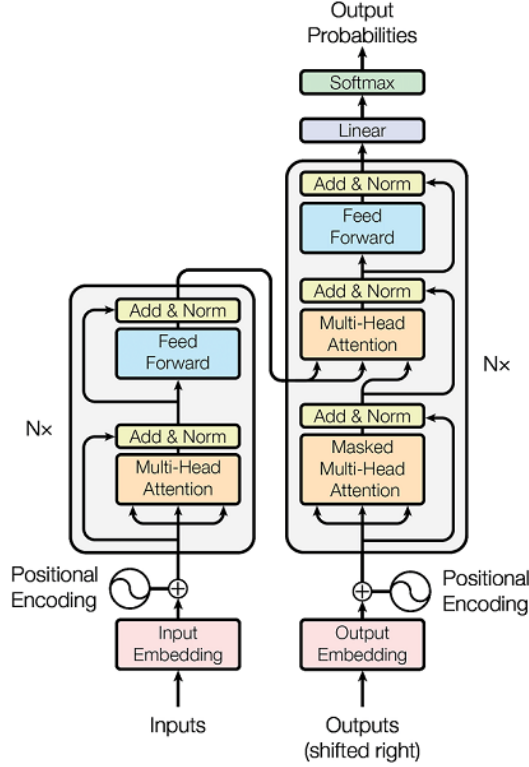 Output
Probabilities
Softmax
Linear
Add & Norm
Feed
Forward
Add & Norm
Multi-Head
Attention
Add & Norm
Masked
Multi-Head
Attention
N×
Add & Norm
Feed
Forward
Add & Norm
Multi-Head
Attention
N×
Positional
Encoding
Positional
Encoding
Input
Embedding
Output
Embedding
Inputs
Outputs
(shifted right)